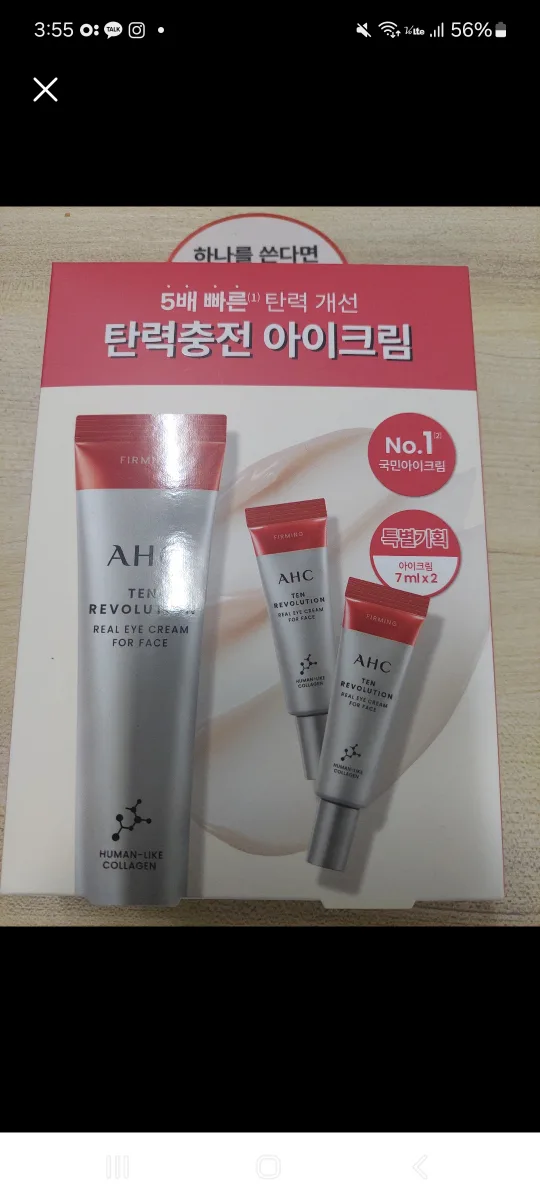 3:55
TALK
56%
하나를 쓴다면
5배 빠른(1) 탄력 개선
탄력충전 아이크림
No.1(2)
국민아이크림
특별기획
아이크림
7ml x 2
FIRMING
AHC
TEN
REVOLUTION
REAL EYE CREAM
FOR FACE
HUMAN-LIKE
COLLAGEN
FIRMING
AHC
TEN
REVOLUTION
REAL EYE CREAM
FOR FACE
HUMAN-LIKE
COLLAGEN
FIRMING
AHC
TEN
REVOLUTION
REAL EYE CREAM
FOR FACE
HUMAN-LIKE
COLLAGEN